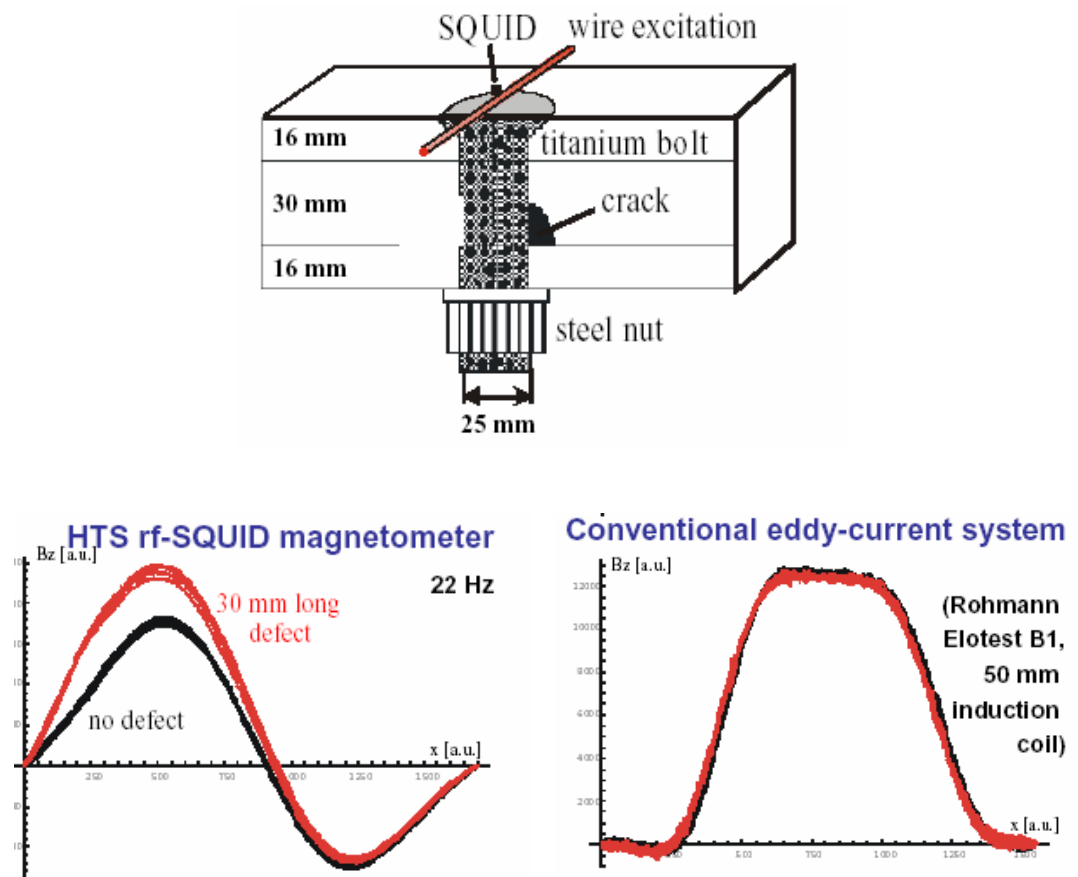 SQUID wire excitation
16 mm
titanium bolt
30 mm
crack
16 mm
steel nut
25 mm
HTS rf-SQUID magnetometer
Bz [a.u.]
22 Hz
30 mm long
defect
no defect
x [a.u.]
250 500 750
Conventional eddy-current system
Bz [a.u.]
12000
10000
8000
6000
4000
2000
(Rohmann
Elotest B1,
50 mm
induction
coil)
x [a.u.]
500 750 1000 1250